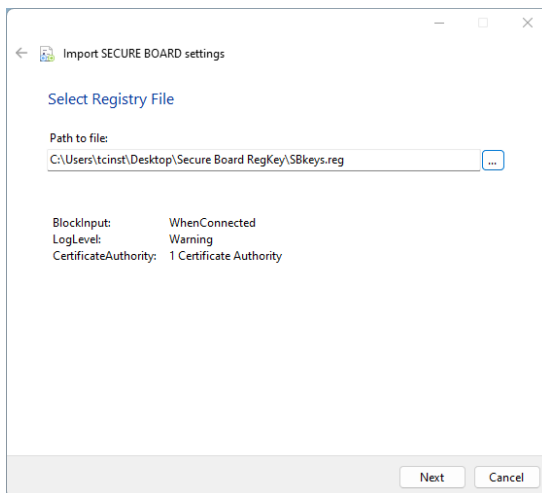 Import SECURE BOARD settings
Select Registry File
Path to file:
C:\Users\tcinst\Desktop\Secure Board RegKey\SBkeys.reg
...
BlockInput: WhenConnected
LogLevel: Warning
CertificateAuthority: 1 Certificate Authority
Next Cancel